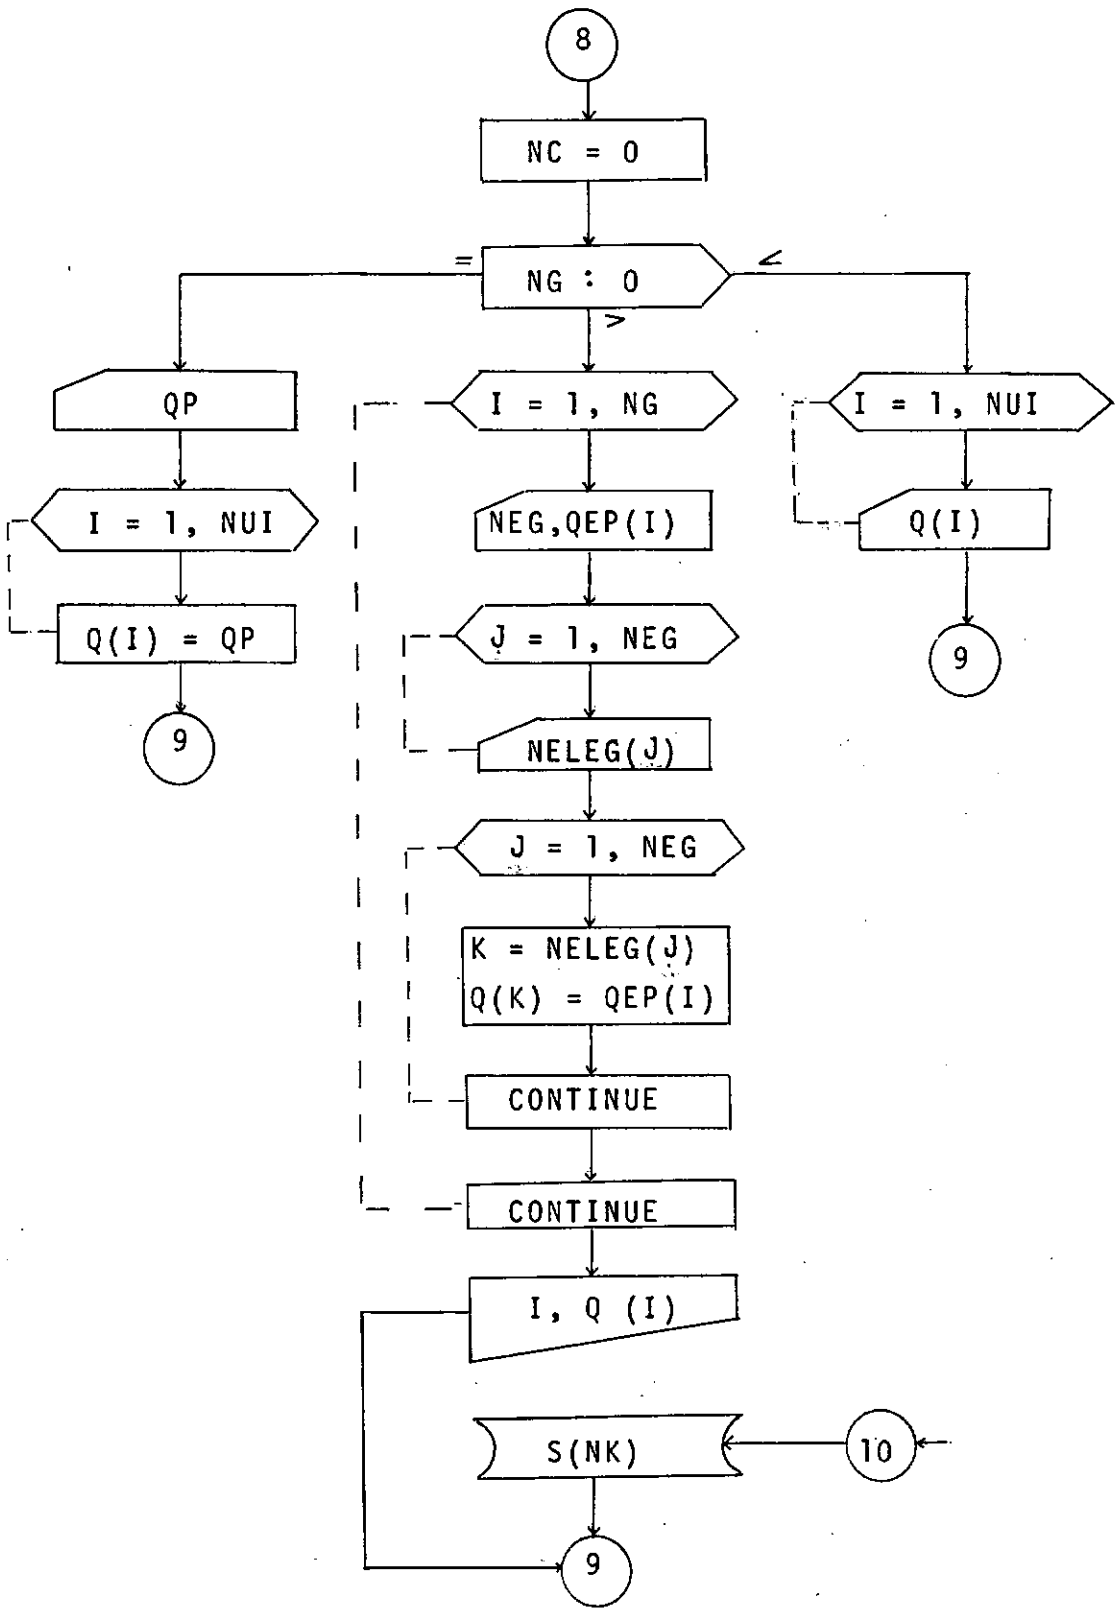 8
NC = 0
=
NG : 0
<
>
QP
I = 1, NUI
Q(I) = QP
9
I = 1, NG
NEG,QEP(I)
J = 1, NEG
NELEG(J)
J = 1, NEG
K = NELEG(J)
Q(K) = QEP(I)
CONTINUE
CONTINUE
I, Q (I)
I = 1, NUI
Q(I)
9
S(NK)
10
9